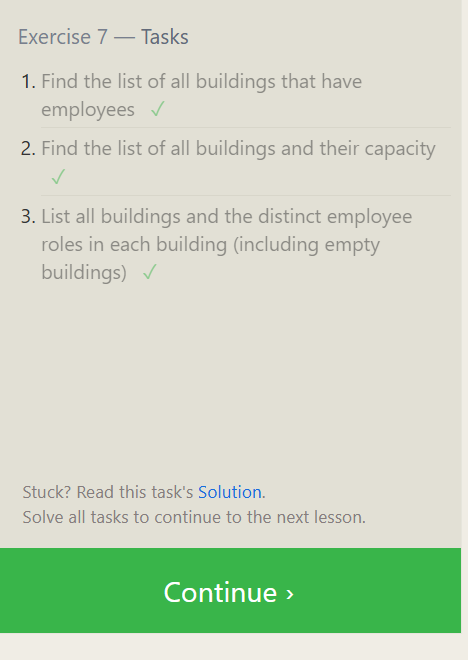 Exercise 7 — Tasks
1. Find the list of all buildings that have
employees ✓
2. Find the list of all buildings and their capacity
✓
3. List all buildings and the distinct employee
roles in each building (including empty
buildings) ✓
Stuck? Read this task's Solution.
Solve all tasks to continue to the next lesson.
Continue ›